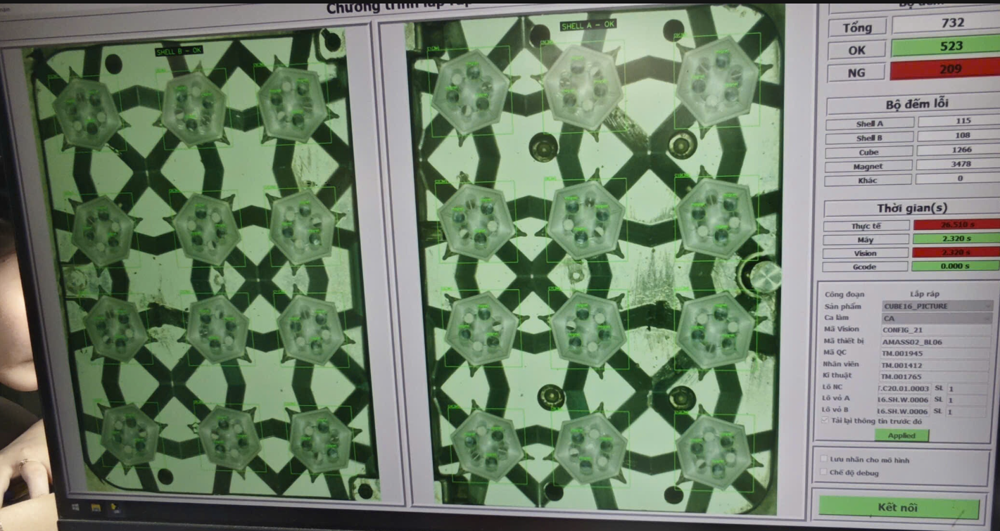 Chương trình lắp ráp
SHELL B - OK
SHELL A - OK
Bộ đếm
Tổng 732
OK 523
NG 209
Bộ đếm lỗi
Shell A 115
Shell B 108
Cube 1266
Magnet 3478
Khác 0
Thời gian(s)
Thực tế 26.510 s
Máy 2.320 s
Vision 2.320 s
Gcode 0.000 s
Công đoạn Lắp ráp
Sản phẩm CUBE16_PICTURE
Ca làm CA
Mã Vision CONFIG_21
Mã thiết bị AMASS02_BL06
Mã QC TM.001945
Nhân viên TM.001412
Kĩ thuật TM.001765
Lô NC .C20.01.0003 SL 1
Lô vỏ A 16.SH.W.0006 SL 1
Lô vỏ B 16.SH.W.0006 SL 1
Tải lại thông tin trước đó
Applied
Lưu nhãn cho mô hình
Chế độ debug
Kết nối